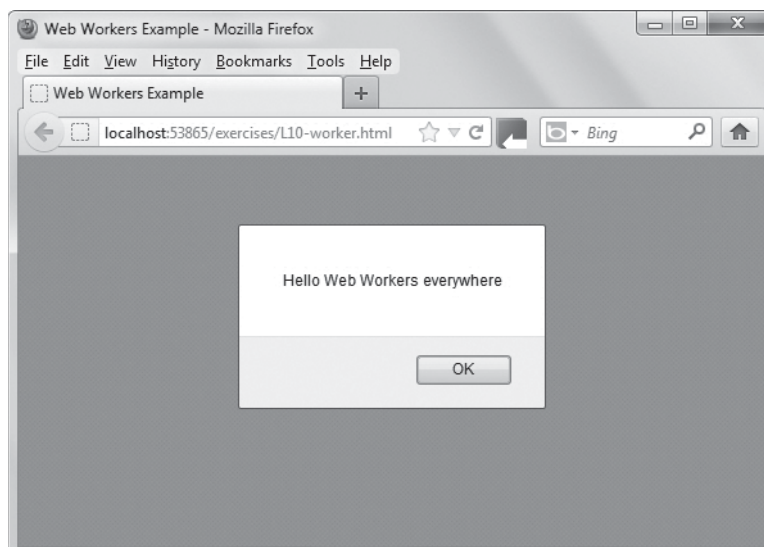 Web Workers Example - Mozilla Firefox
File Edit View History Bookmarks Tools Help
Web Workers Example
localhost:53865/exercises/L10-worker.html
Bing
Hello Web Workers everywhere
OK